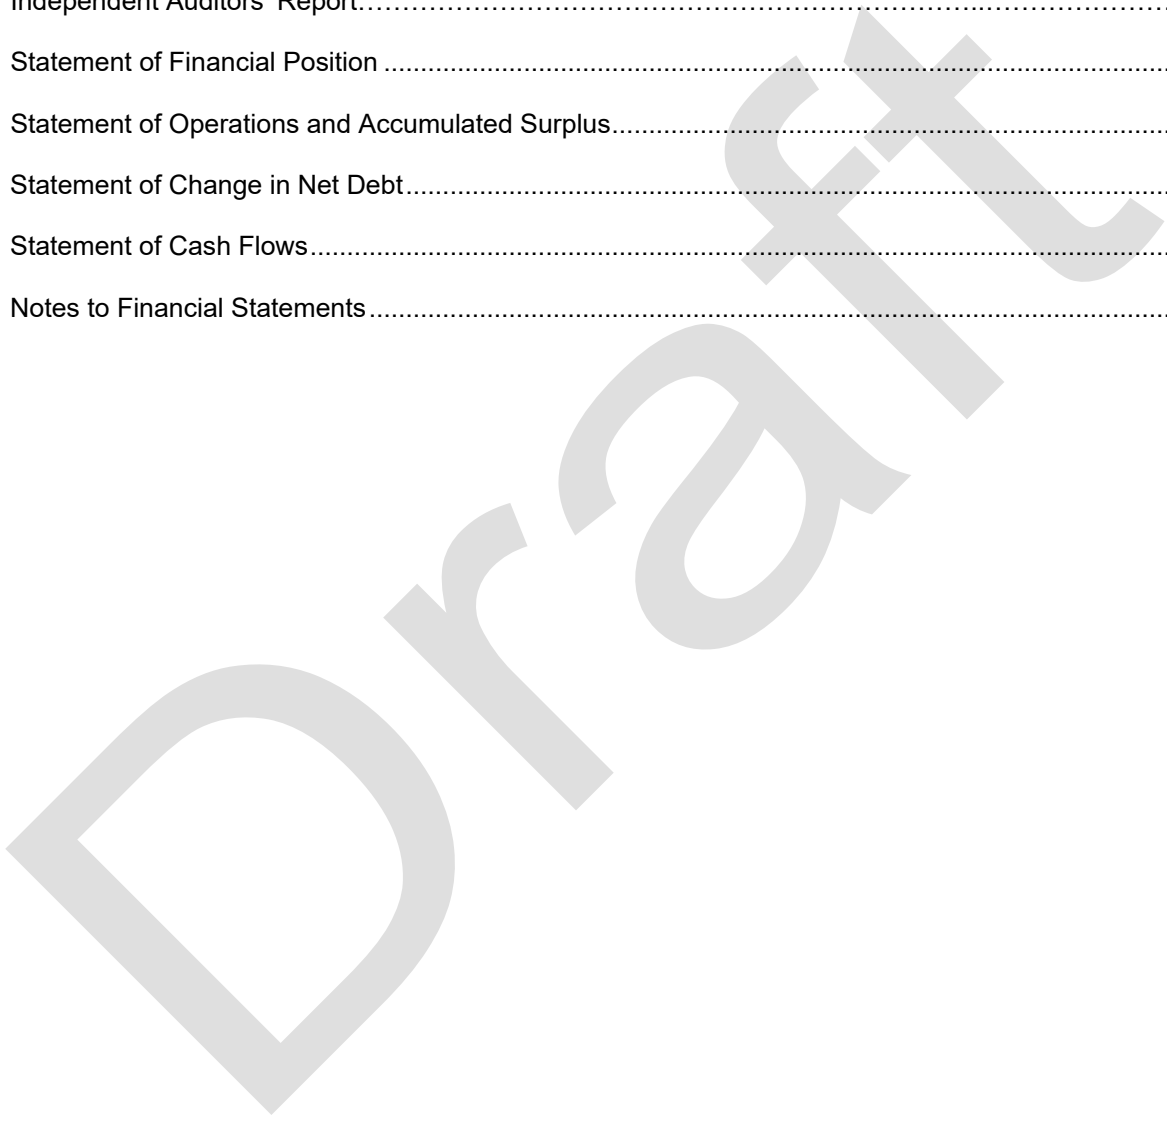 Independent Auditors' Report
Statement of Financial Position
Statement of Operations and Accumulated Surplus
Statement of Change in Net Debt
Statement of Cash Flows
Notes to Financial Statements
Draft